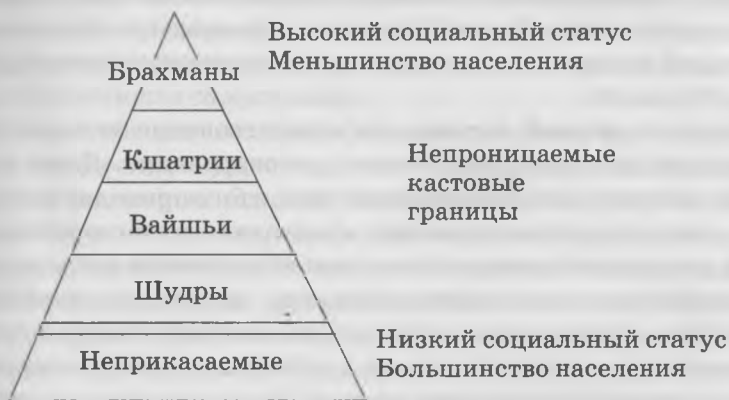 Высокий социальный статус
Меньшинство населения
Брахманы
Кшатрии
Непроницаемые
кастовые
границы
Вайшьи
Шудры
Низкий социальный статус
Большинство населения
Неприкасаемые